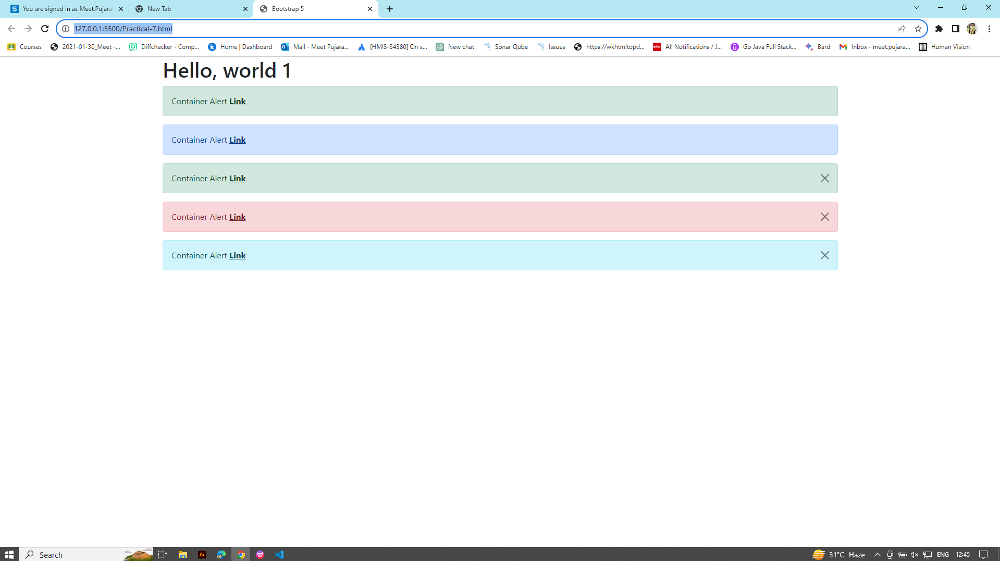 You are signed in as Meet.Pujara
New Tab
Bootstrap 5
127.0.0.1:5500/Practical-7.html
Courses
2021-01-30_Meet -...
Diffchecker - Comp...
Home | Dashboard
Mail - Meet Pujara...
[HMIS-34380] On s...
New chat
Sonar Qube
Issues
https://wkhtmltopd...
infor
All Notifications / J...
Go Java Full Stack...
Bard
Inbox - meet.pujara...
HR
Human Vision
Hello, world 1
Container Alert Link
Container Alert Link
Container Alert Link
Container Alert Link
Container Alert Link
Search
Ai
31°C Haze
ENG
12:45